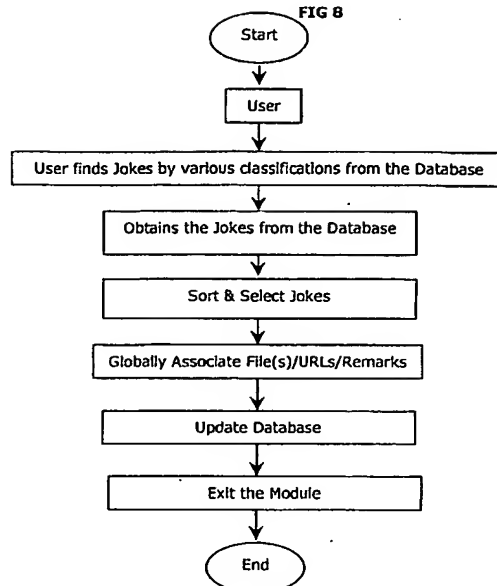 FIG 8
Start
User
User finds Jokes by various classifications from the Database
Obtains the Jokes from the Database
Sort & Select Jokes
Globally Associate File(s)/URLs/Remarks
Update Database
Exit the Module
End